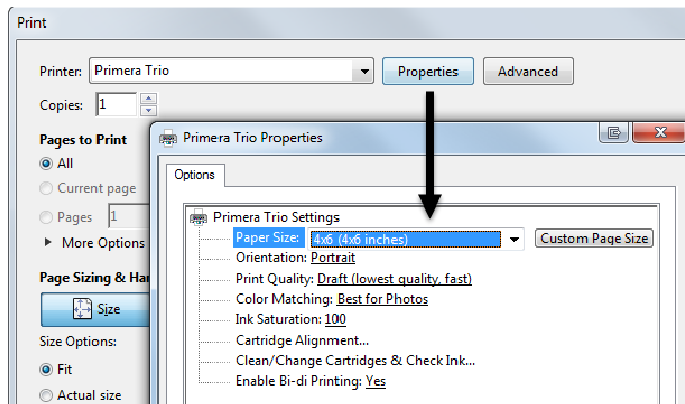 Print
Printer: Primera Trio Properties Advanced
Copies: 1
Pages to Print
All
Current page
Pages 1
More Options
Page Sizing & Han
Size
Size Options:
Fit
Actual size
Primera Trio Properties
Options
Primera Trio Settings
Paper Size: 4x6 (4x6 inches) Custom Page Size
Orientation: Portrait
Print Quality: Draft (lowest quality, fast)
Color Matching: Best for Photos
Ink Saturation: 100
Cartridge Alignment...
Clean/Change Cartridges & Check Ink...
Enable Bi-di Printing: Yes